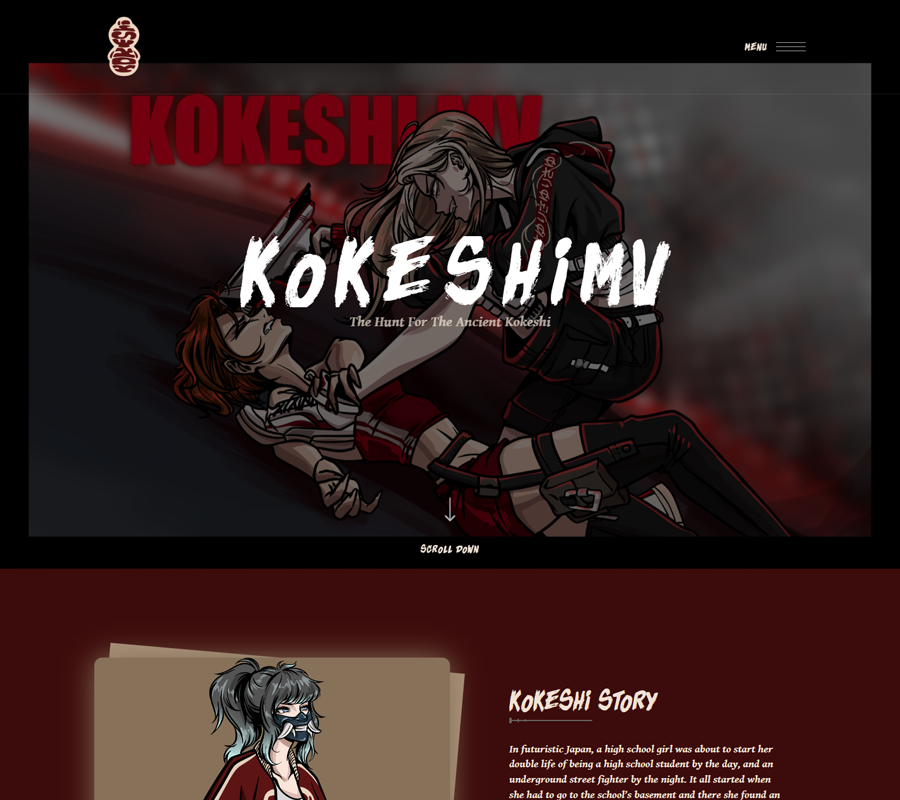 KOKESHI
MENU
KOKESHI MV
KOKESHIMV
The Hunt For The Ancient Kokeshi
SCROLL DOWN
KOKESHI STORY
In futuristic Japan, a high school girl was about to start her
double life of being a high school student by the day, and an
underground street fighter by the night. It all started when
she had to go to the school's basement and there she found an